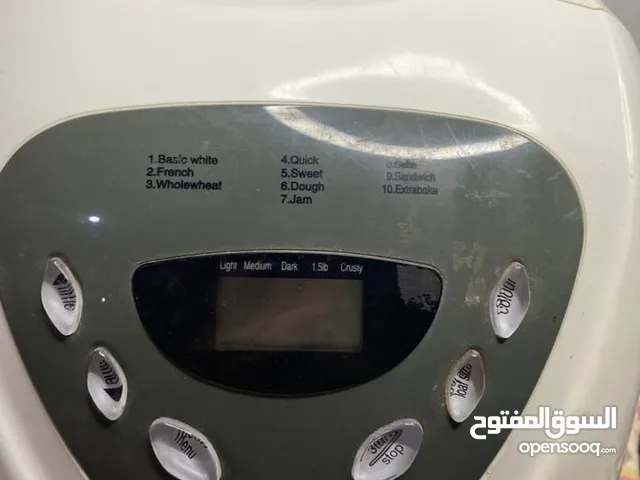 1.Basic white
2.French
3.Wholewheat
4.Quick
5.Sweet
6.Dough
7.Jam
9.Sandwich
10.Extrabake
Light Medium Dark 1.5lb Crusty
stop
السوق المفتوح
opensooq.com